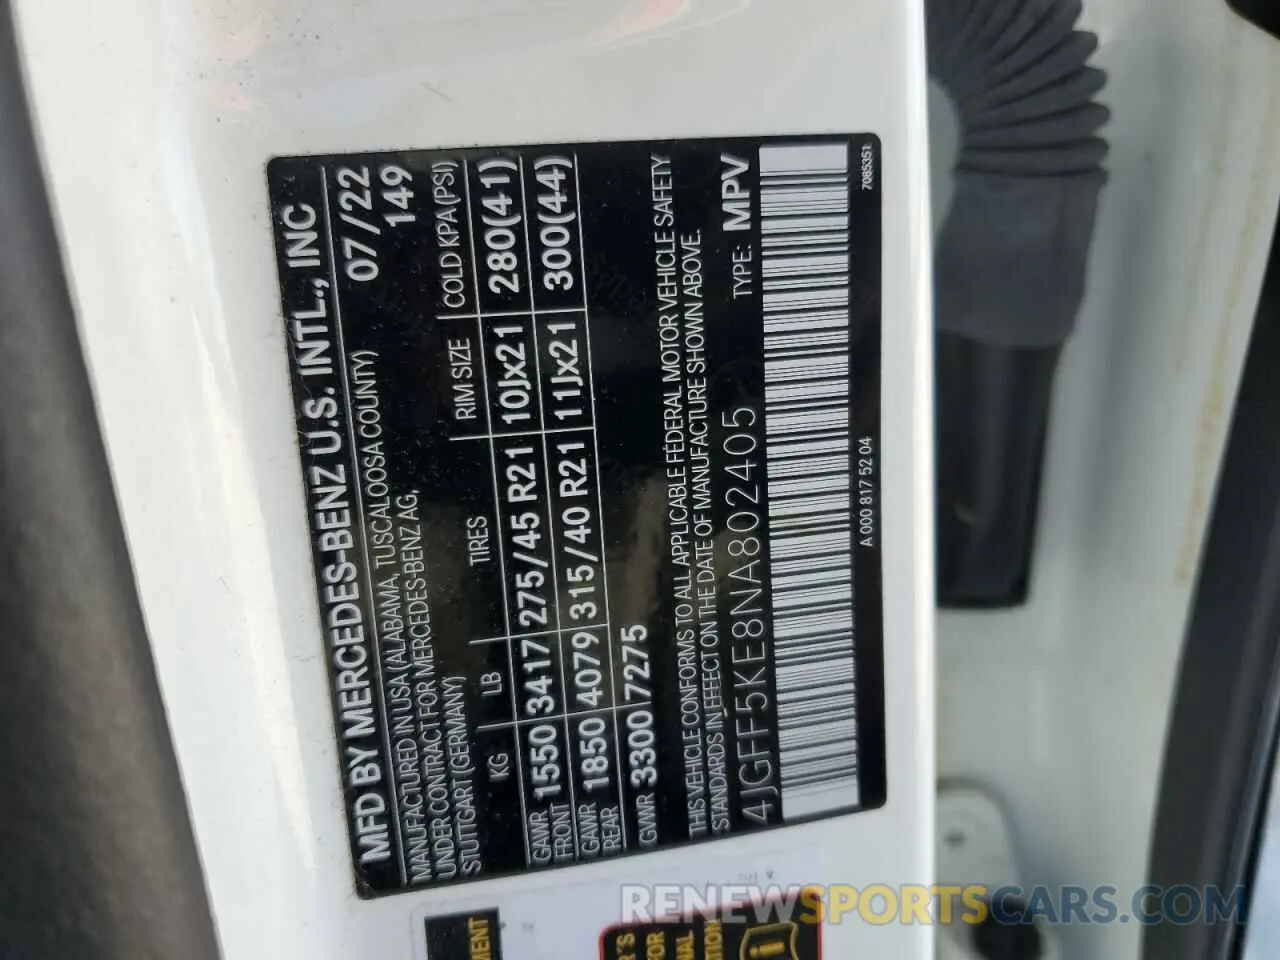 MFD BY MERCEDES-BENZ U.S. INTL., INC
MANUFACTURED IN USA (ALABAMA, TUSCALOOSA COUNTY) 07/22
UNDER CONTRACT FOR MERCEDES-BENZ AG, 149
STUTTGART (GERMANY)
KG LB TIRES RIM SIZE COLD KPA (PSI)
GAWR FRONT 1550 3417 275/45 R21 10Jx21 280(41)
GAWR REAR 1850 4079 315/40 R21 11Jx21 300(44)
GVWR 3300 7275
THIS VEHICLE CONFORMS TO ALL APPLICABLE FEDERAL MOTOR VEHICLE SAFETY
STANDARDS IN EFFECT ON THE DATE OF MANUFACTURE SHOWN ABOVE.
4JGFF5KE8NA802405 TYPE: MPV
A 000 817 52 04 7085351
RENEWSPORTSCARS.COM